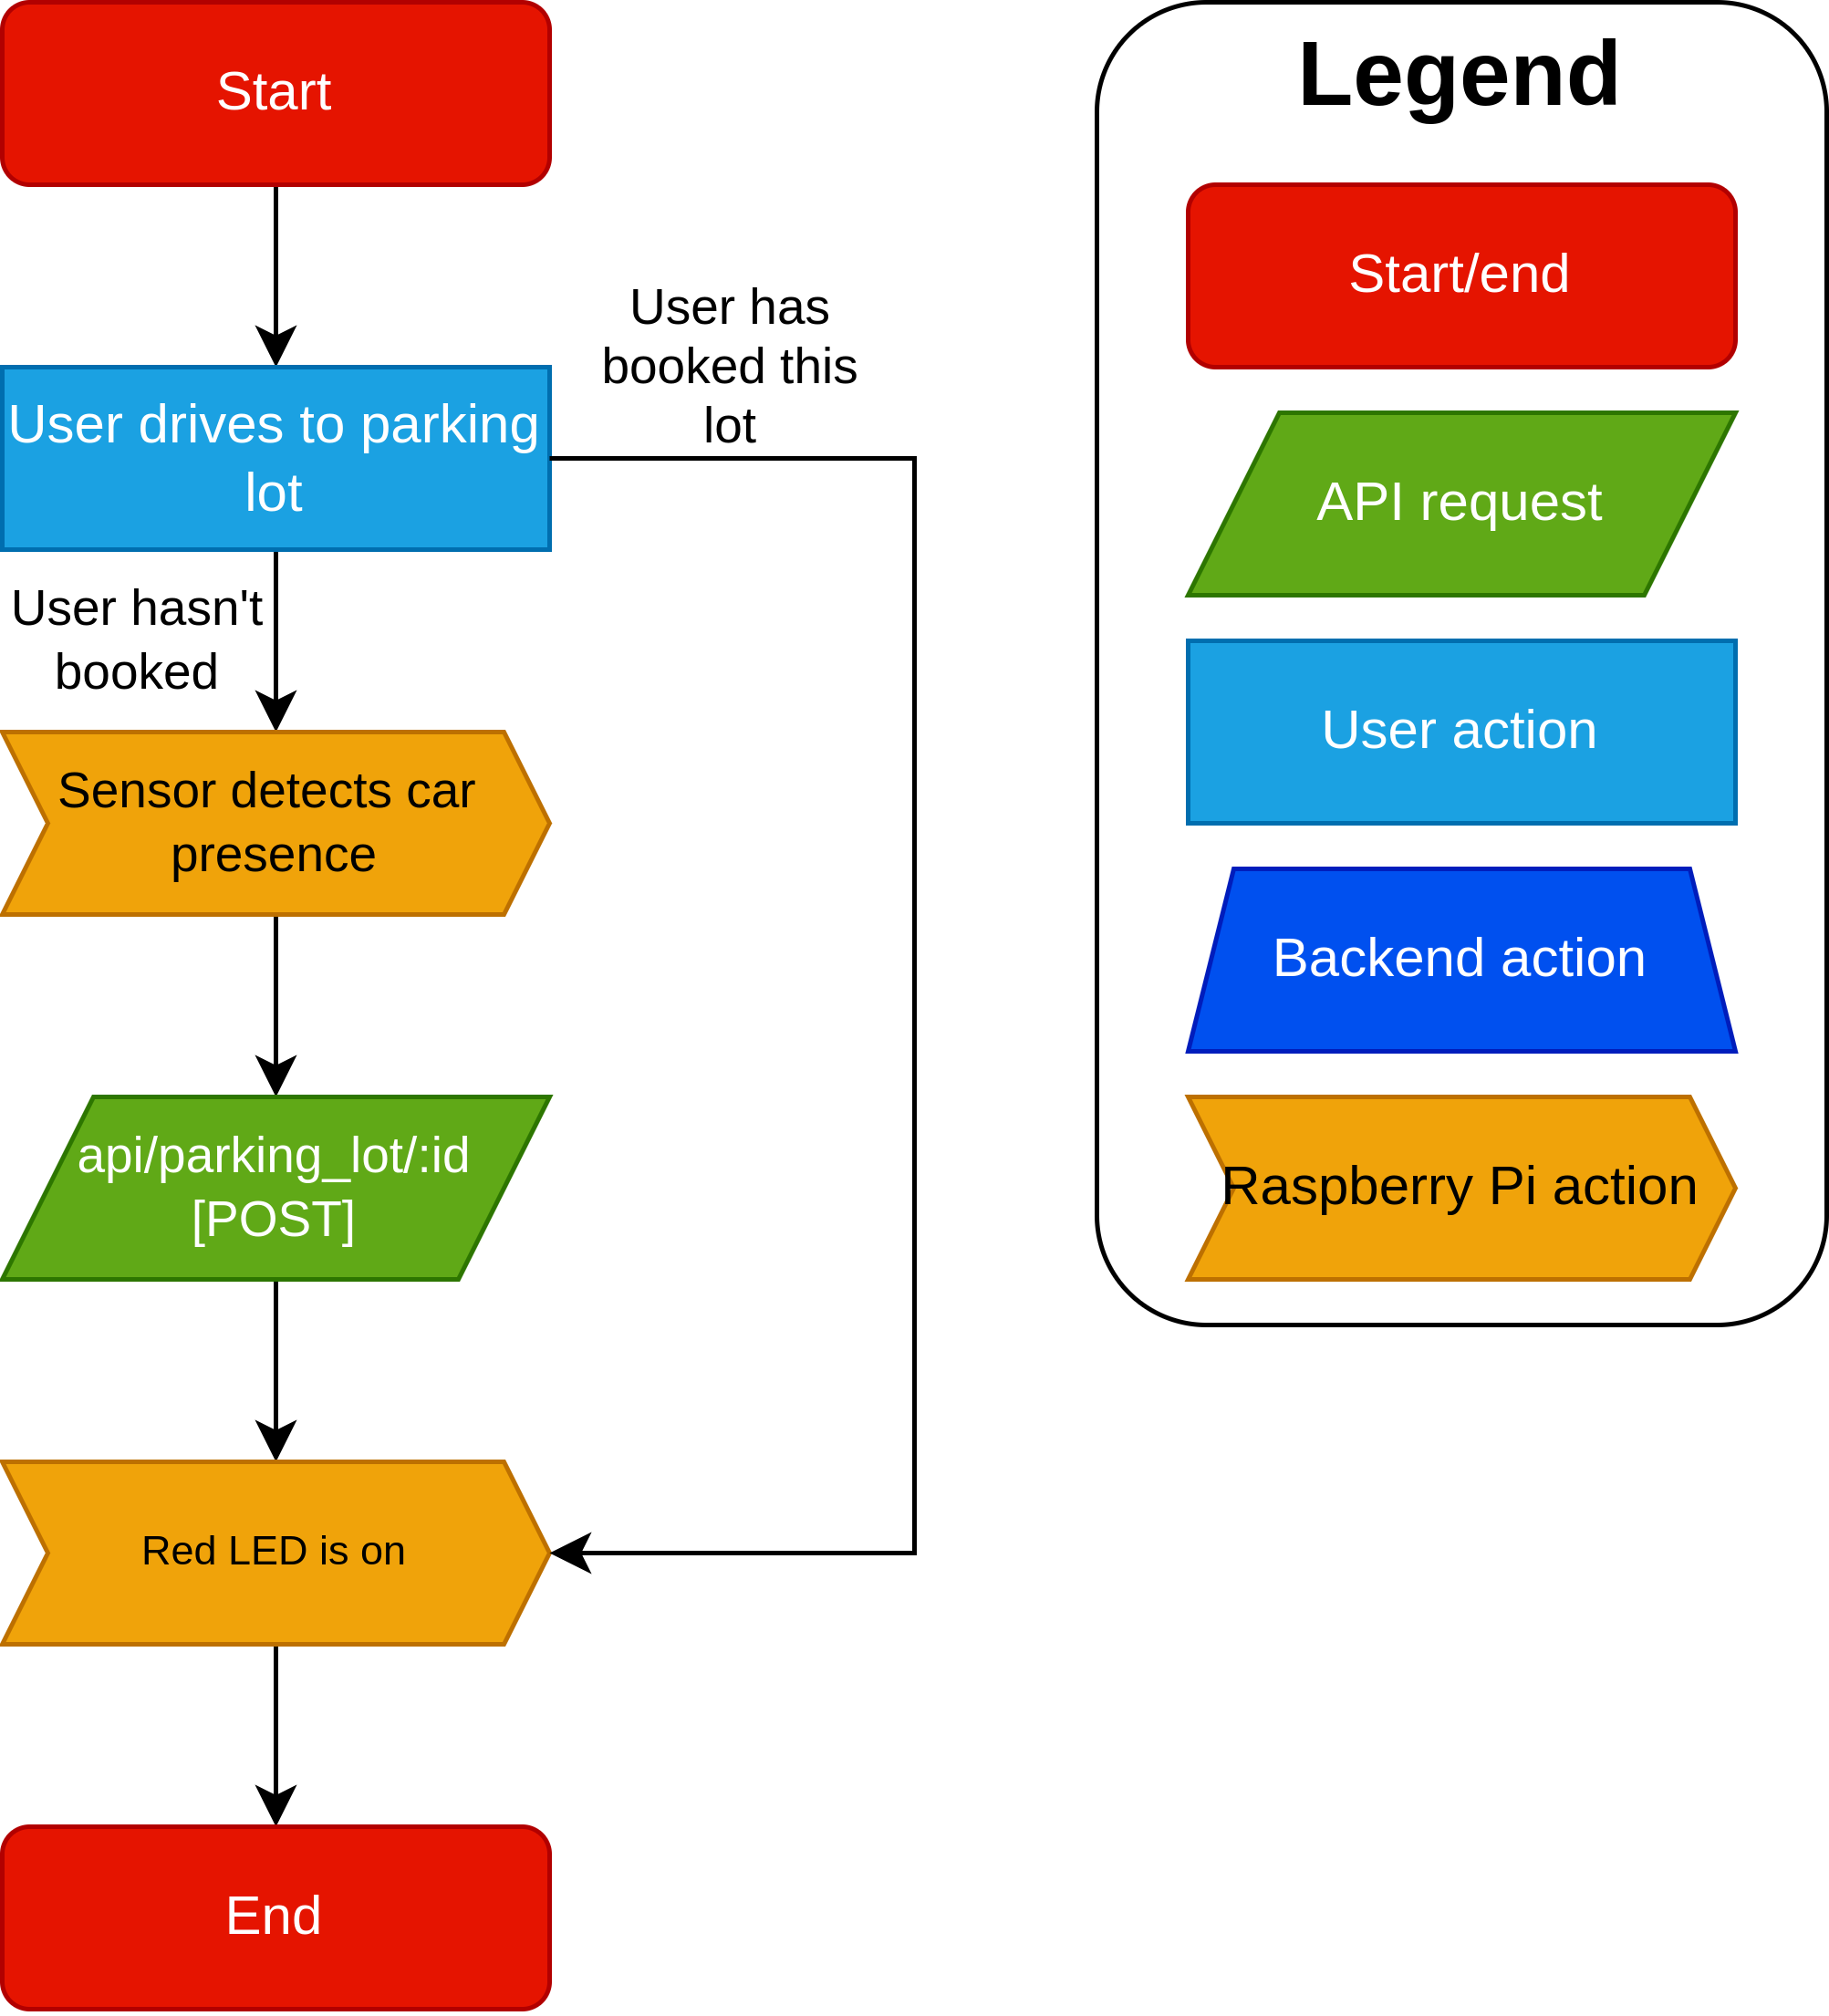 Start
User has
booked this
lot
User drives to parking
lot
User hasn't
booked
Sensor detects car
presence
api/parking_lot/:id
[POST]
Red LED is on
End
Legend
Start/end
API request
User action
Backend action
Raspberry Pi action